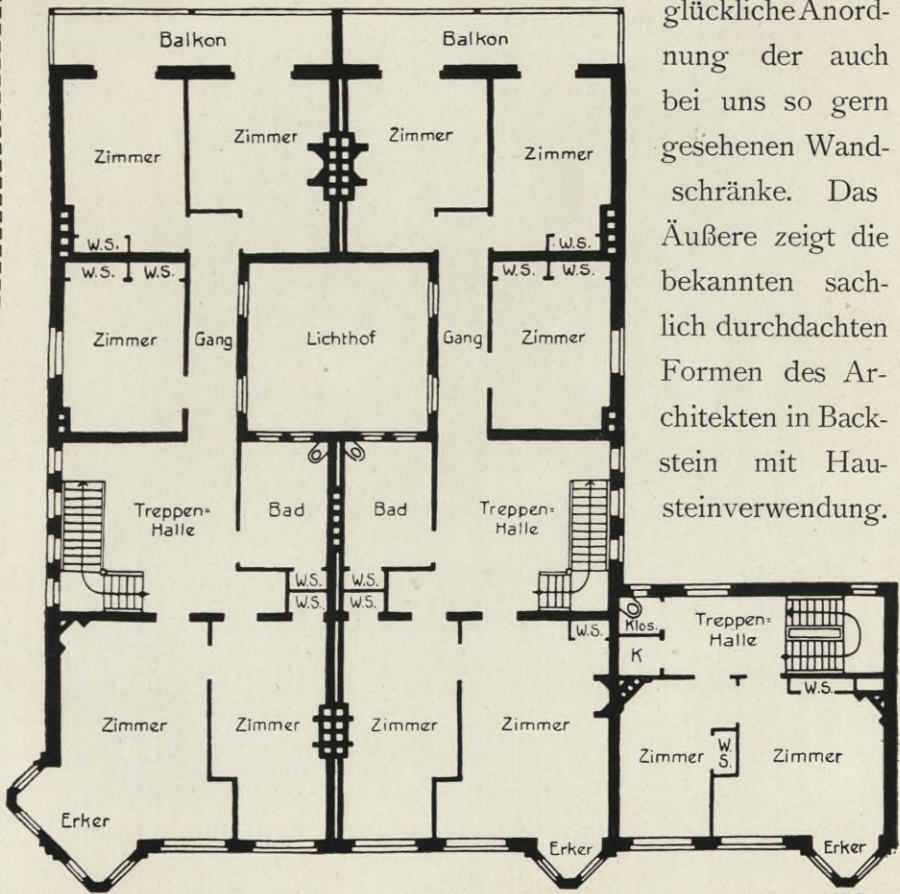 glückliche Anord-
nung der auch
bei uns so gern
gesehenen Wand-
schränke. Das
Äußere zeigt die
bekannten sach-
lich durchdachten
Formen des Ar-
chitekten in Back-
stein mit Hau-
steinverwendung.
Balkon Balkon
Zimmer Zimmer Zimmer Zimmer
W.S. W.S.
W.S. W.S. W.S. W.S.
Zimmer Gang Lichthof Gang Zimmer
Treppen=
Halle
Bad Bad
Treppen=
Halle
W.S. W.S.
W.S. W.S.
W.S.
Klos.
K
Treppen=
Halle
W.S.
Zimmer Zimmer Zimmer Zimmer
Zimmer
W.
S.
Zimmer
Erker Erker Erker